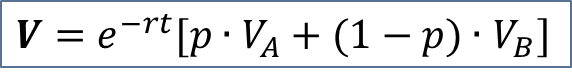 V = e^{-rt}[p · V_A + (1 − p) · V_B]